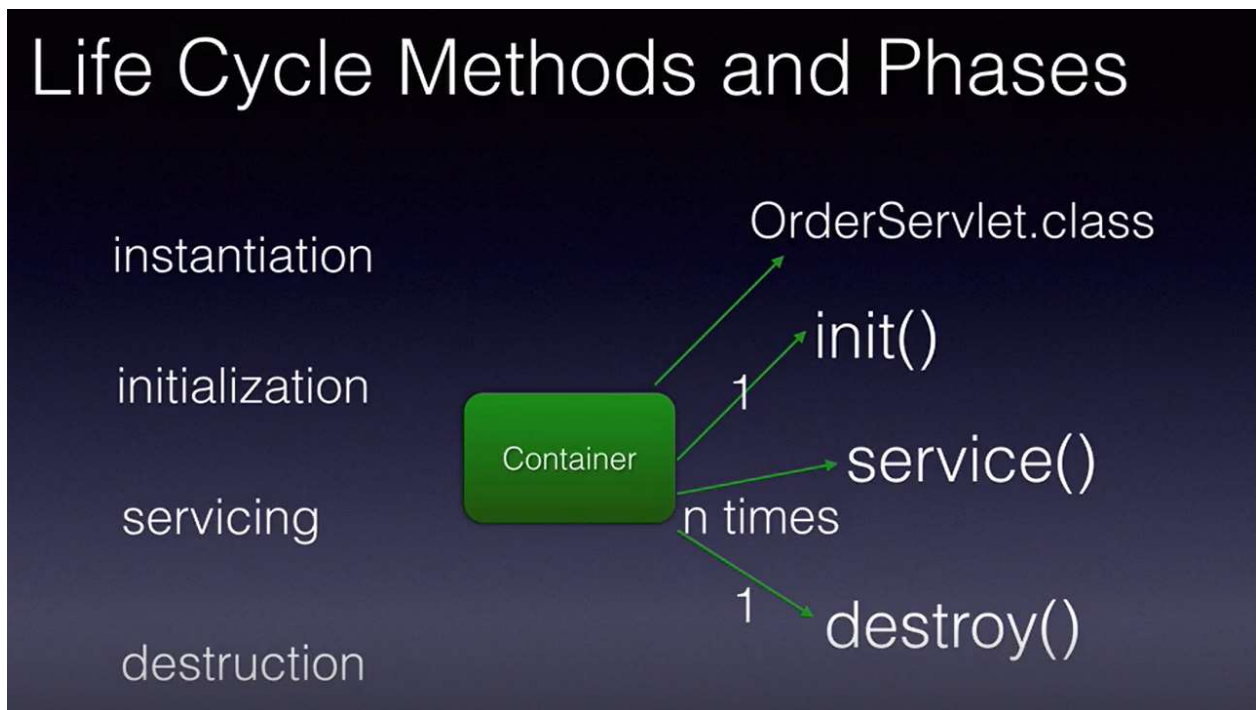 Life Cycle Methods and Phases
instantiation
initialization
servicing
destruction
Container
OrderServlet.class
1
init()
n times
service()
1
destroy()